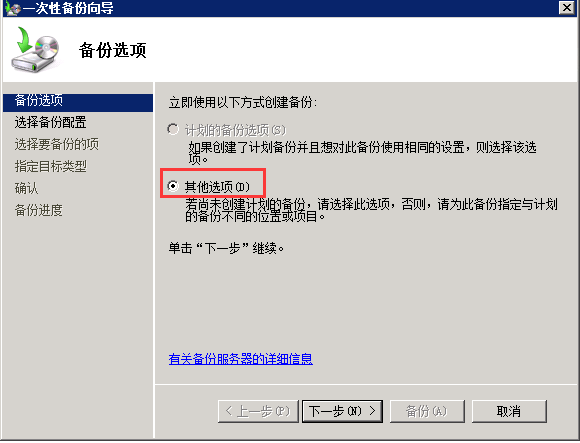 一次性备份向导
备份选项
备份选项
选择备份配置
选择要备份的项
指定目标类型
确认
备份进度
立即使用以下方式创建备份:
计划的备份选项(S)
如果创建了计划备份并且想对此备份使用相同的设置，则选择该选
项。
其他选项(D)
若尚未创建计划的备份，请选择此选项，否则，请为此备份指定与计划
的备份不同的位置或项目。
单击“下一步”继续。
有关备份服务器的详细信息
< 上一步(P)
下一步(N) >
备份(A)
取消